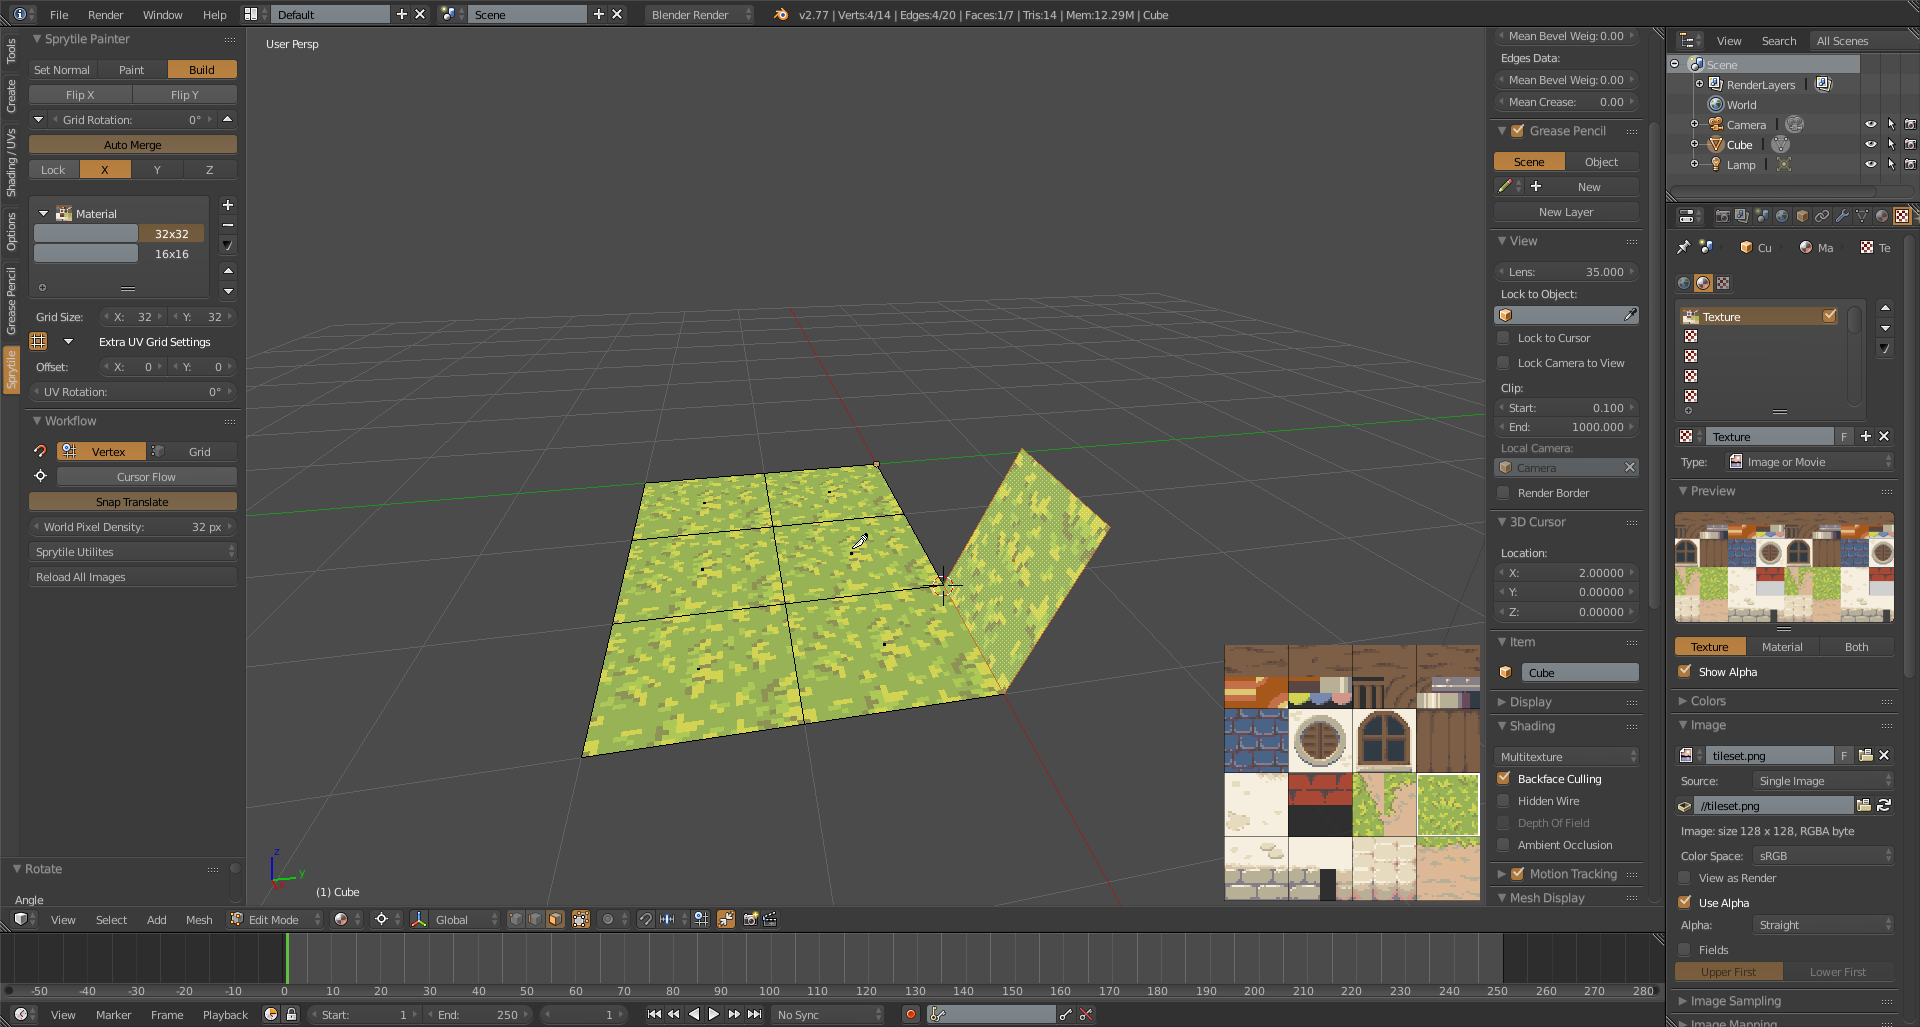 File Render Window Help Default Scene Blender Render v2.77 | Verts:4/14 | Edges:4/20 | Faces:1/7 | Tris:14 | Mem:12.29M | Cube
Tools
Create
Shading / UVs
Options
Grease Pencil
Sprytile
Sprytile Painter
Set Normal Paint Build
Flip X Flip Y
Grid Rotation: 0°
Auto Merge
Lock X Y Z
Material
32x32
16x16
Grid Size: X: 32 Y: 32
Extra UV Grid Settings
Offset: X: 0 Y: 0
UV Rotation: 0°
Workflow
Vertex Grid
Cursor Flow
Snap Translate
World Pixel Density: 32 px
Sprytile Utilites
Reload All Images
Rotate
Angle
User Persp
z
y
(1) Cube
View Select Add Mesh Edit Mode Global
Mean Bevel Weig: 0.00
Edges Data:
Mean Bevel Weig: 0.00
Mean Crease: 0.00
Grease Pencil
Scene Object
New
New Layer
View
Lens: 35.000
Lock to Object:
Lock to Cursor
Lock Camera to View
Clip:
Start: 0.100
End: 1000.000
Local Camera:
Camera
Render Border
3D Cursor
Location:
X: 2.00000
Y: 0.00000
Z: 0.00000
Item
Cube
Display
Shading
Multitexture
Backface Culling
Hidden Wire
Depth Of Field
Ambient Occlusion
Motion Tracking
Mesh Display
View Search All Scenes
Scene
RenderLayers |
World
Camera |
Cube |
Lamp |
Cu Ma Te
Texture
Texture F
Type: Image or Movie
Preview
Texture Material Both
Show Alpha
Colors
Image
tileset.png F
Source: Single Image
//tileset.png
Image: size 128 x 128, RGBA byte
Color Space: sRGB
View as Render
Use Alpha
Alpha: Straight
Fields
Upper First Lower First
Image Sampling
Image Mapping
-50 -40 -30 -20 -10 0 10 20 30 40 50 60 70 80 90 100 110 120 130 140 150 160 170 180 190 200 210 220 230 240 250 260 270 280
View Marker Frame Playback Start: 1 End: 250 1 No Sync